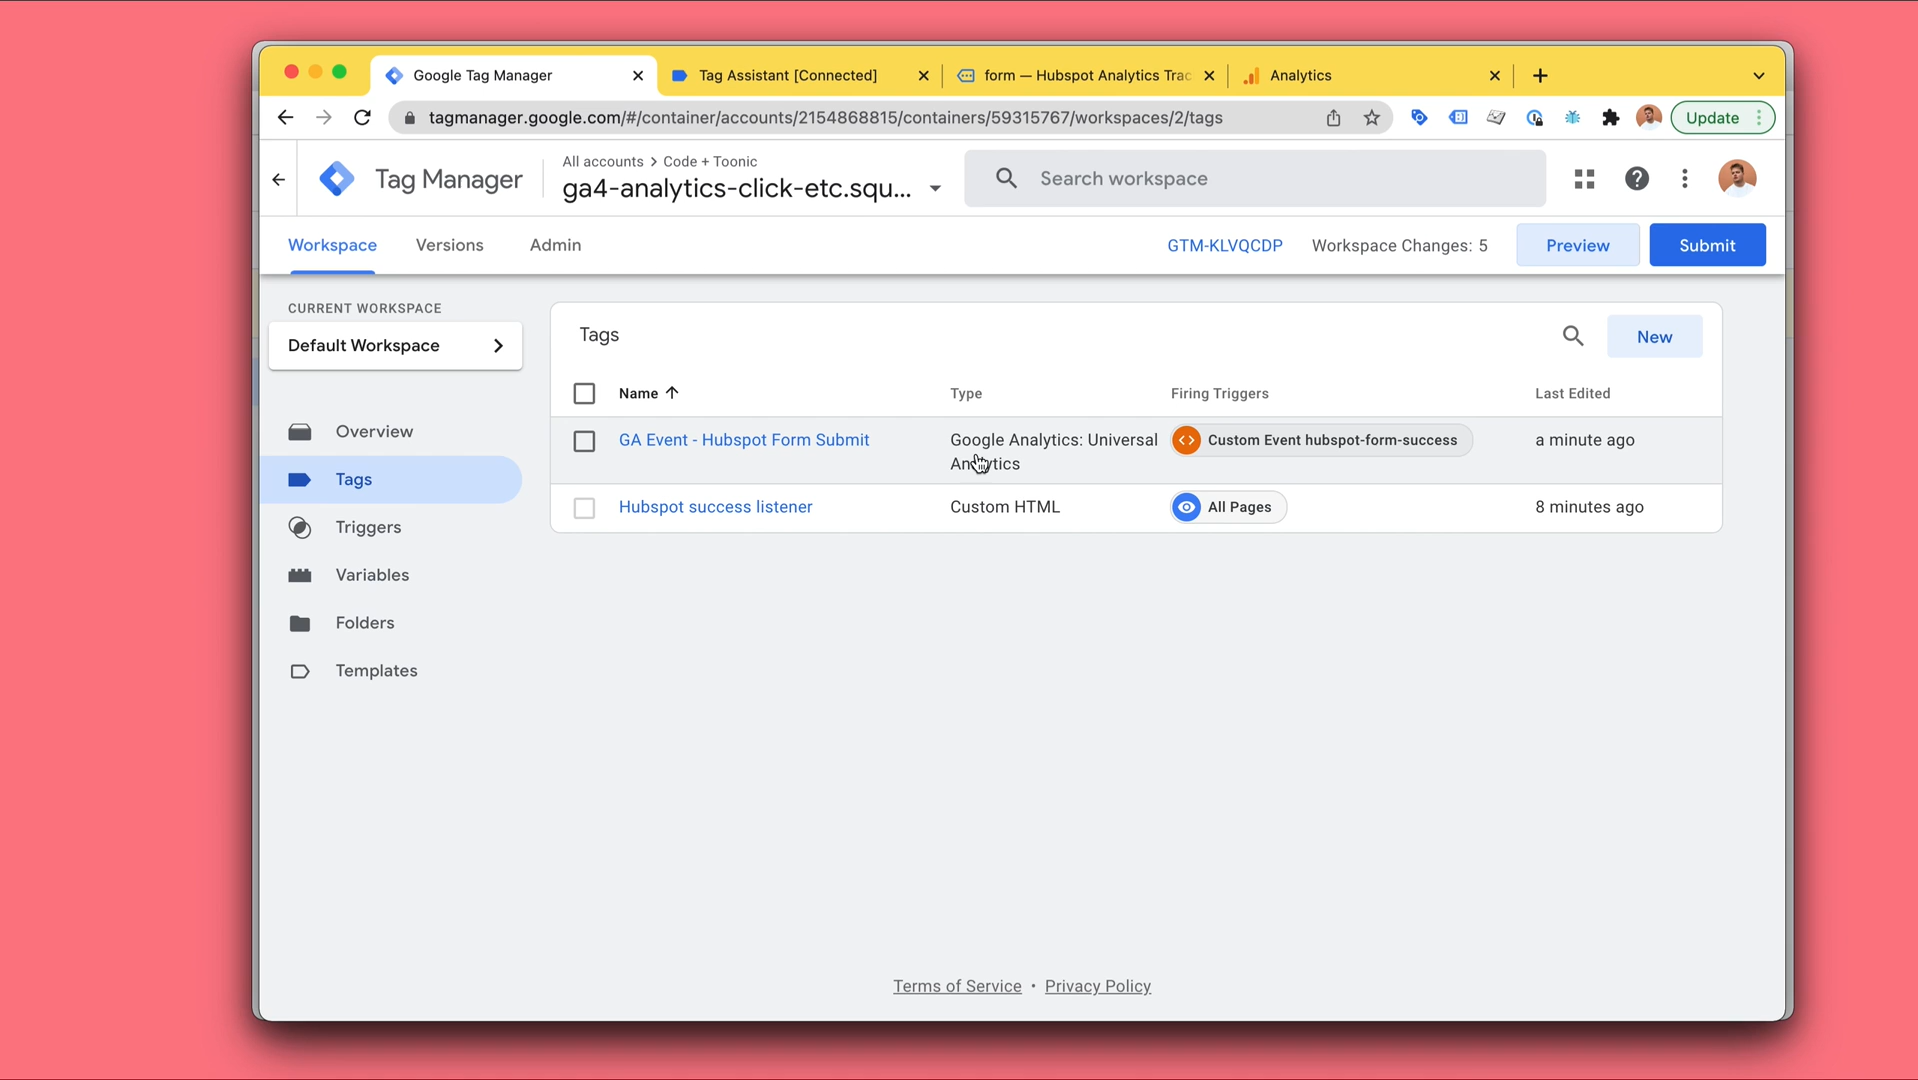 Google Tag Manager
Tag Assistant [Connected]
form — Hubspot Analytics Trac
Analytics
tagmanager.google.com/#/container/accounts/2154868815/containers/59315767/workspaces/2/tags
Update
Tag Manager
All accounts > Code + Toonic
ga4-analytics-click-etc.squ...
Search workspace
Workspace
Versions
Admin
GTM-KLVQCDP
Workspace Changes: 5
Preview
Submit
CURRENT WORKSPACE
Default Workspace
Overview
Tags
Triggers
Variables
Folders
Templates
Tags
New
Name
Type
Firing Triggers
Last Edited
GA Event - Hubspot Form Submit
Google Analytics: Universal
Analytics
Custom Event hubspot-form-success
a minute ago
Hubspot success listener
Custom HTML
All Pages
8 minutes ago
Terms of Service • Privacy Policy